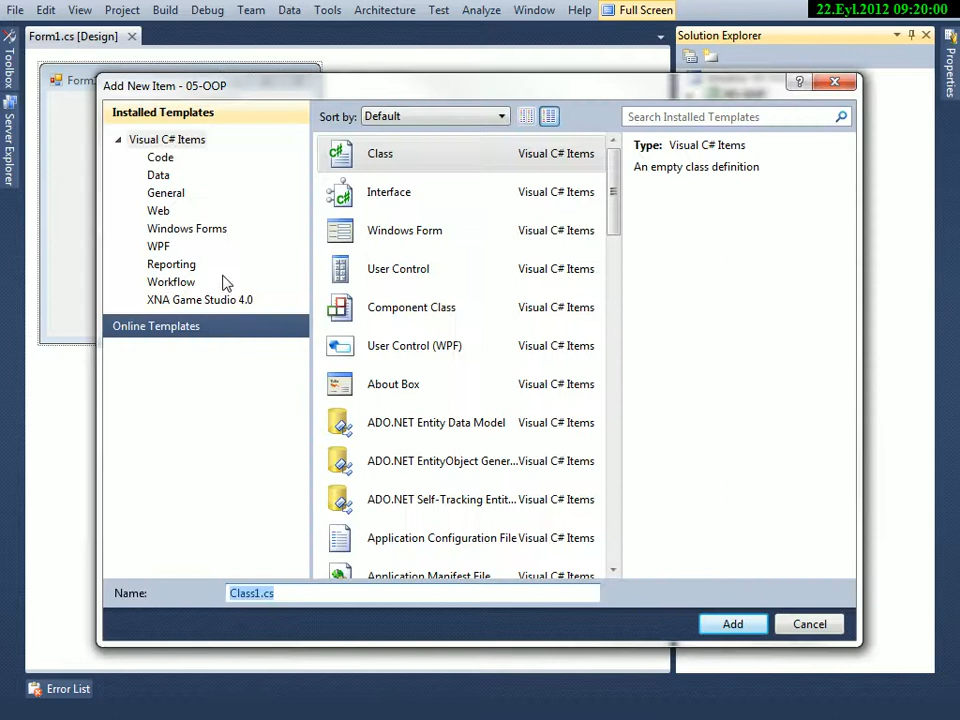 File Edit View Project Build Debug Team Data Tools Architecture Test Analyze Window Help Full Screen
22.Eyl.2012 09:20:00
Form1.cs [Design]
Solution Explorer
Toolbox
Server Explorer
Properties
Add New Item - 05-OOP
Installed Templates
Visual C# Items
Code
Data
General
Web
Windows Forms
WPF
Reporting
Workflow
XNA Game Studio 4.0
Online Templates
Sort by: Default
Class Visual C# Items
Interface Visual C# Items
Windows Form Visual C# Items
User Control Visual C# Items
Component Class Visual C# Items
User Control (WPF) Visual C# Items
About Box Visual C# Items
ADO.NET Entity Data Model Visual C# Items
ADO.NET EntityObject Gener... Visual C# Items
ADO.NET Self-Tracking Entit... Visual C# Items
Application Configuration File Visual C# Items
Application Manifest File Visual C# Items
Search Installed Templates
Type: Visual C# Items
An empty class definition
Name: Class1.cs
Add Cancel
Error List